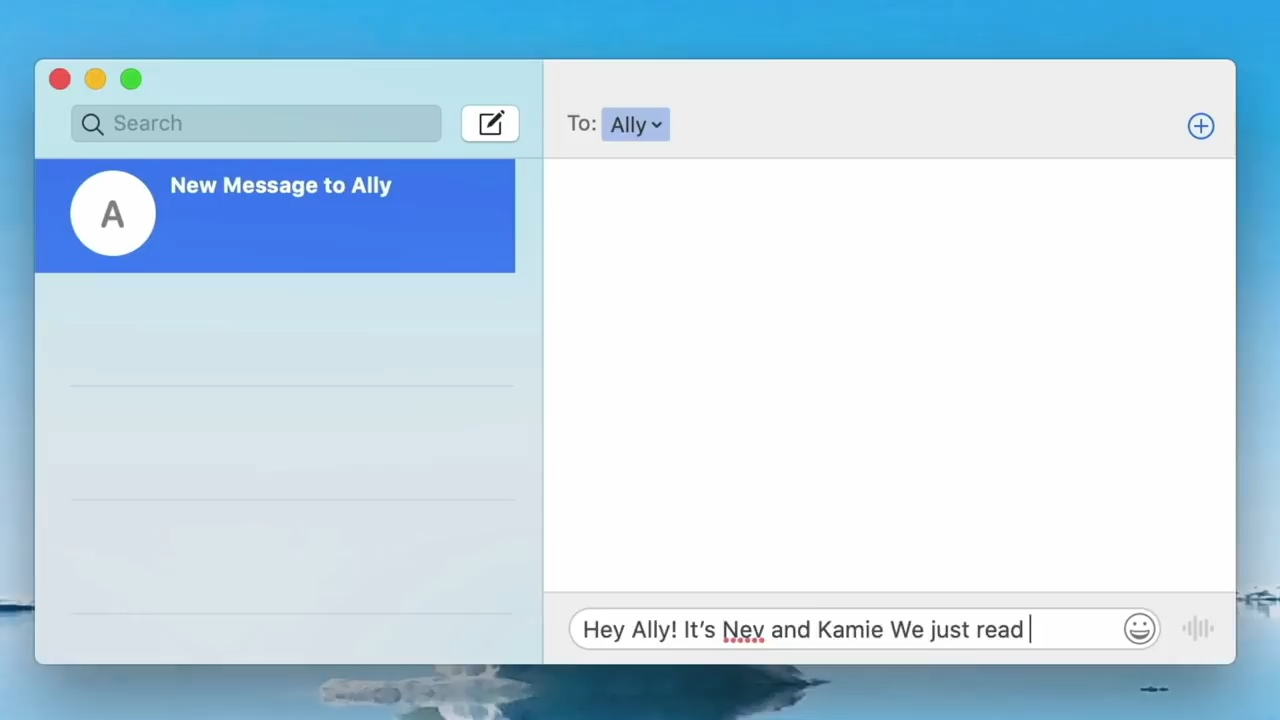 Search
To: Ally
New Message to Ally
A
Hey Ally! It’s Nev and Kamie We just read